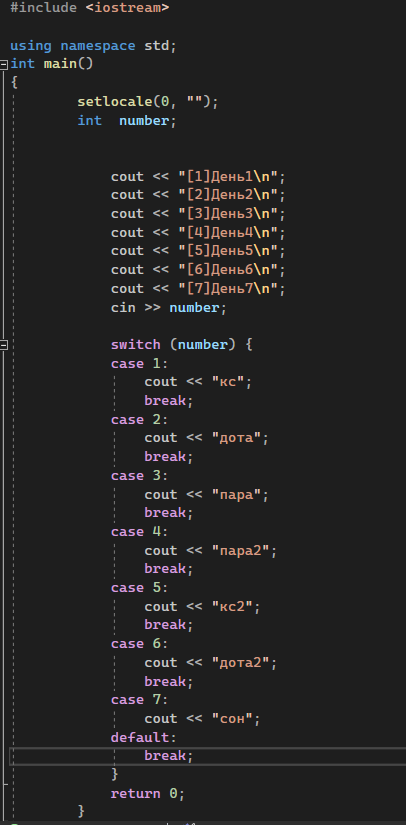 #include <iostream>
using namespace std;
int main()
{
setlocale(0, "");
int  number;
cout << "[1]День1\n";
cout << "[2]День2\n";
cout << "[3]День3\n";
cout << "[4]День4\n";
cout << "[5]День5\n";
cout << "[6]День6\n";
cout << "[7]День7\n";
cin >> number;
switch (number) {
case 1:
cout << "кс";
break;
case 2:
cout << "дота";
break;
case 3:
cout << "пара";
break;
case 4:
cout << "пара2";
break;
case 5:
cout << "кс2";
break;
case 6:
cout << "дота2";
break;
case 7:
cout << "сон";
default:
break;
}
return 0;
}